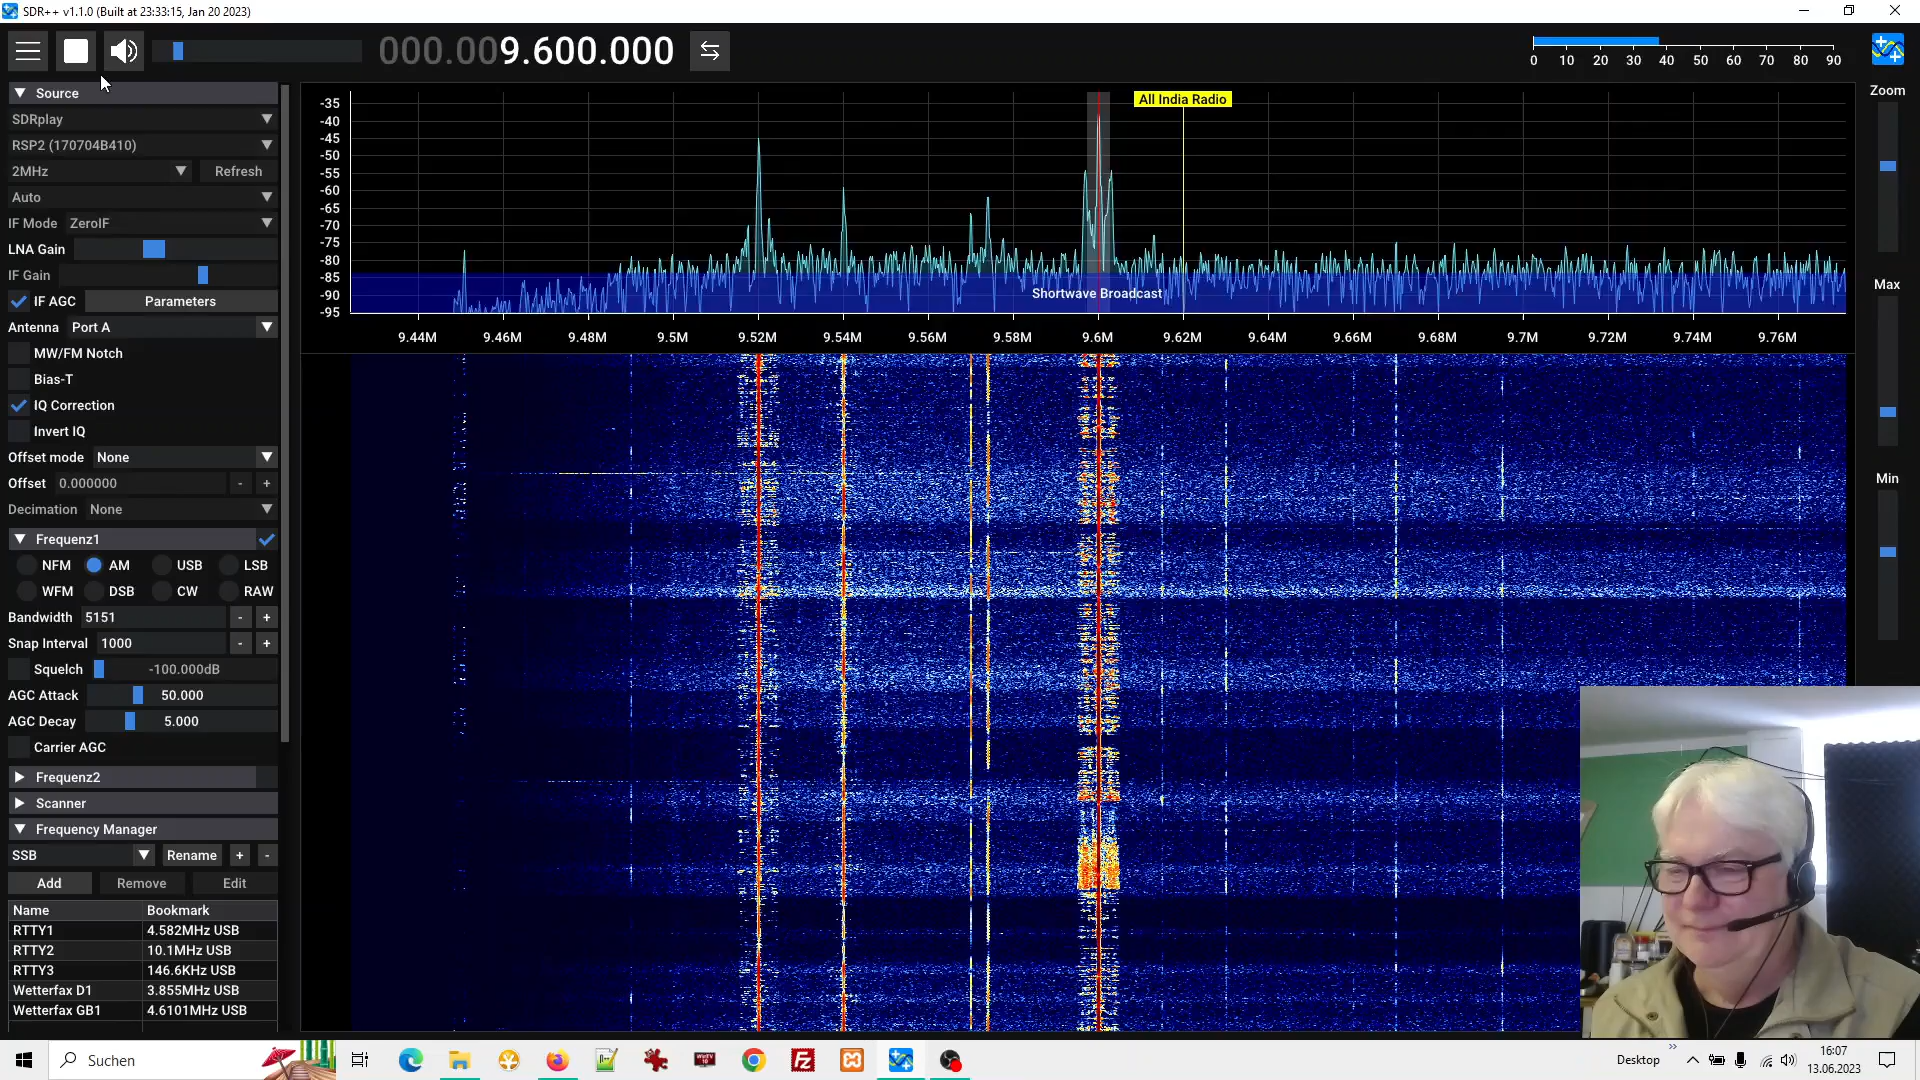 SDR++ v1.1.0 (Built at 23:33:15, Jan 20 2023)
000.009.600.000
0 10 20 30 40 50 60 70 80 90
Source
SDRplay
RSP2 (170704B410)
2MHz Refresh
Auto
IF Mode ZeroIF
LNA Gain
IF Gain
IF AGC Parameters
Antenna Port A
MW/FM Notch
Bias-T
IQ Correction
Invert IQ
Offset mode None
Offset 0.000000 - +
Decimation None
Frequenz1
NFM AM USB LSB
WFM DSB CW RAW
Bandwidth 5151 - +
Snap Interval 1000 - +
Squelch -100.000dB
AGC Attack 50.000
AGC Decay 5.000
Carrier AGC
Frequenz2
Scanner
Frequency Manager
SSB Rename + -
Add Remove Edit
Name Bookmark
RTTY1 4.582MHz USB
RTTY2 10.1MHz USB
RTTY3 146.6KHz USB
Wetterfax D1 3.855MHz USB
Wetterfax GB1 4.6101MHz USB
All India Radio
-35
-40
-45
-50
-55
-60
-65
-70
-75
-80
-85
-90
-95
Shortwave Broadcast
9.44M 9.46M 9.48M 9.5M 9.52M 9.54M 9.56M 9.58M 9.60M 9.62M 9.64M 9.66M 9.68M 9.7M 9.72M 9.74M 9.76M
Zoom
Max
Min
Suchen
Desktop
16:07
13.06.2023